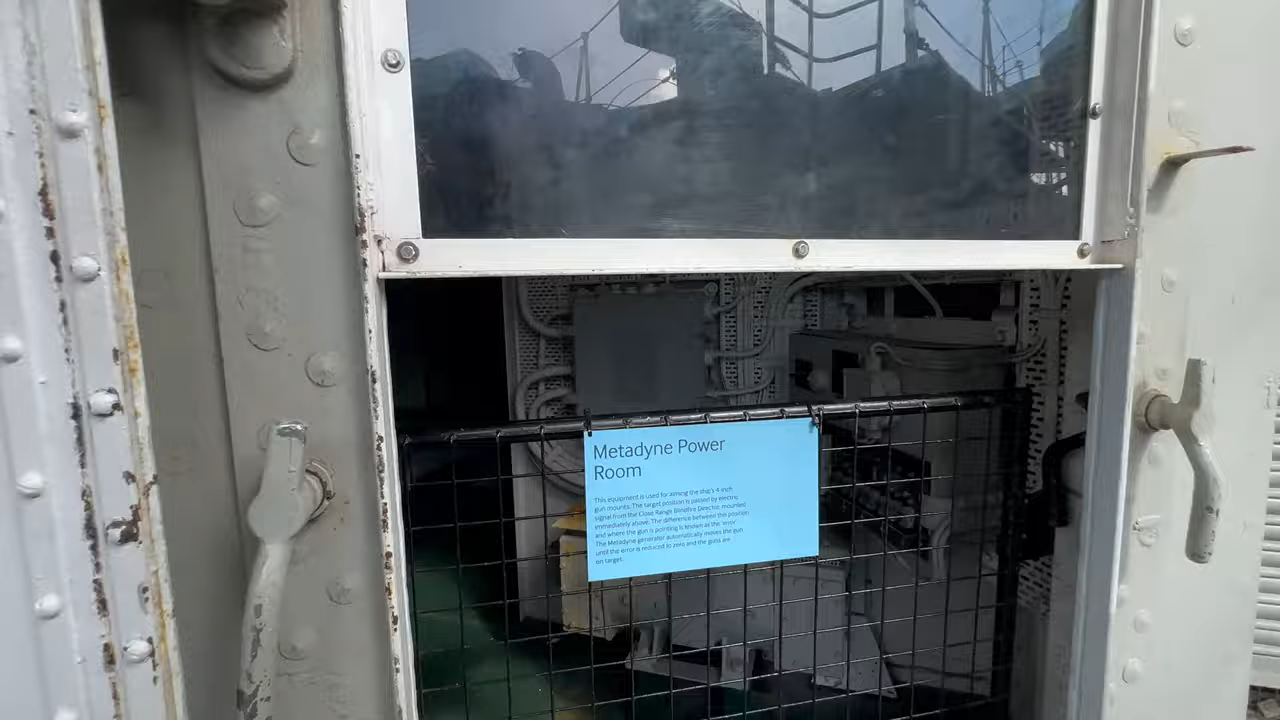 Metadyne Power
Room
This equipment is used for aiming the ship's 4 inch
gun mounts. The target position is passed by electric
signal from the Close Range Blindfire Director, mounted
immediately above. The difference between this position
and where the gun is pointing is known as the 'error'.
The Metadyne generator automatically moves the gun
until the error is reduced to zero and the guns are
on target.